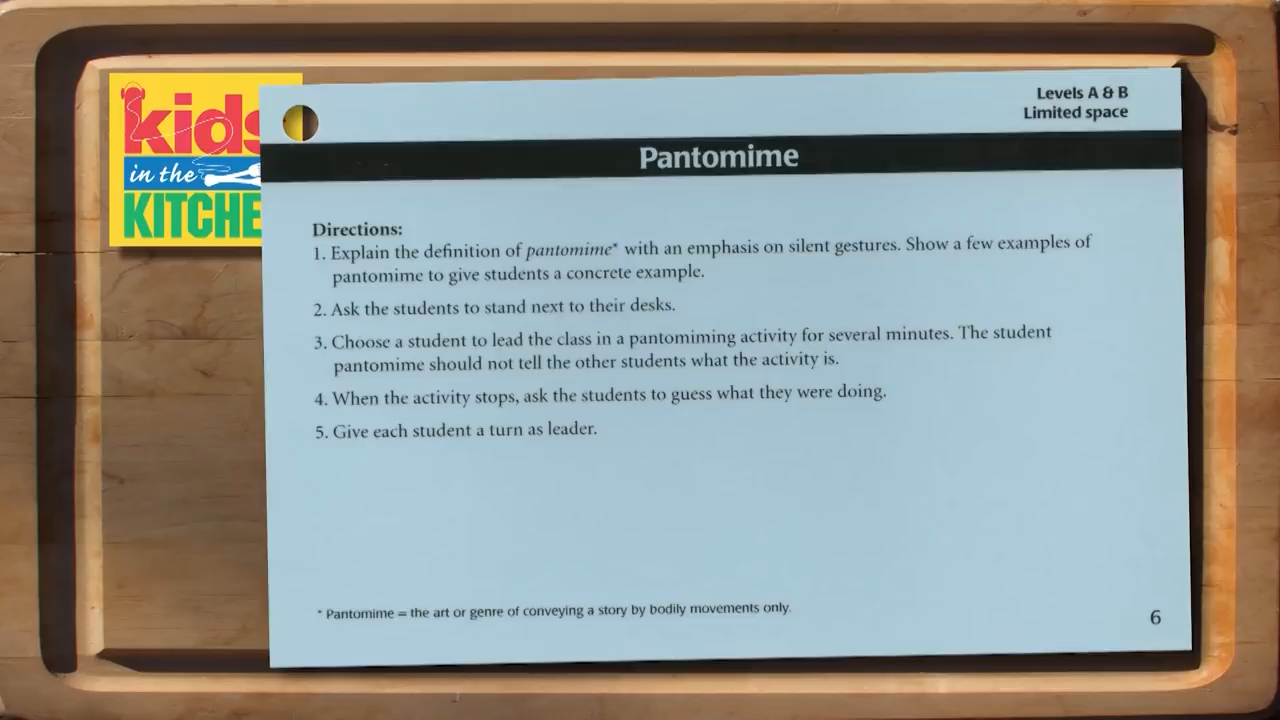 kids
in the
KITCHE
Levels A & B
Limited space
Pantomime
Directions:
1. Explain the definition of pantomime* with an emphasis on silent gestures. Show a few examples of
pantomime to give students a concrete example.
2. Ask the students to stand next to their desks.
3. Choose a student to lead the class in a pantomiming activity for several minutes. The student
pantomime should not tell the other students what the activity is.
4. When the activity stops, ask the students to guess what they were doing.
5. Give each student a turn as leader.
* Pantomime = the art or genre of conveying a story by bodily movements only.
6